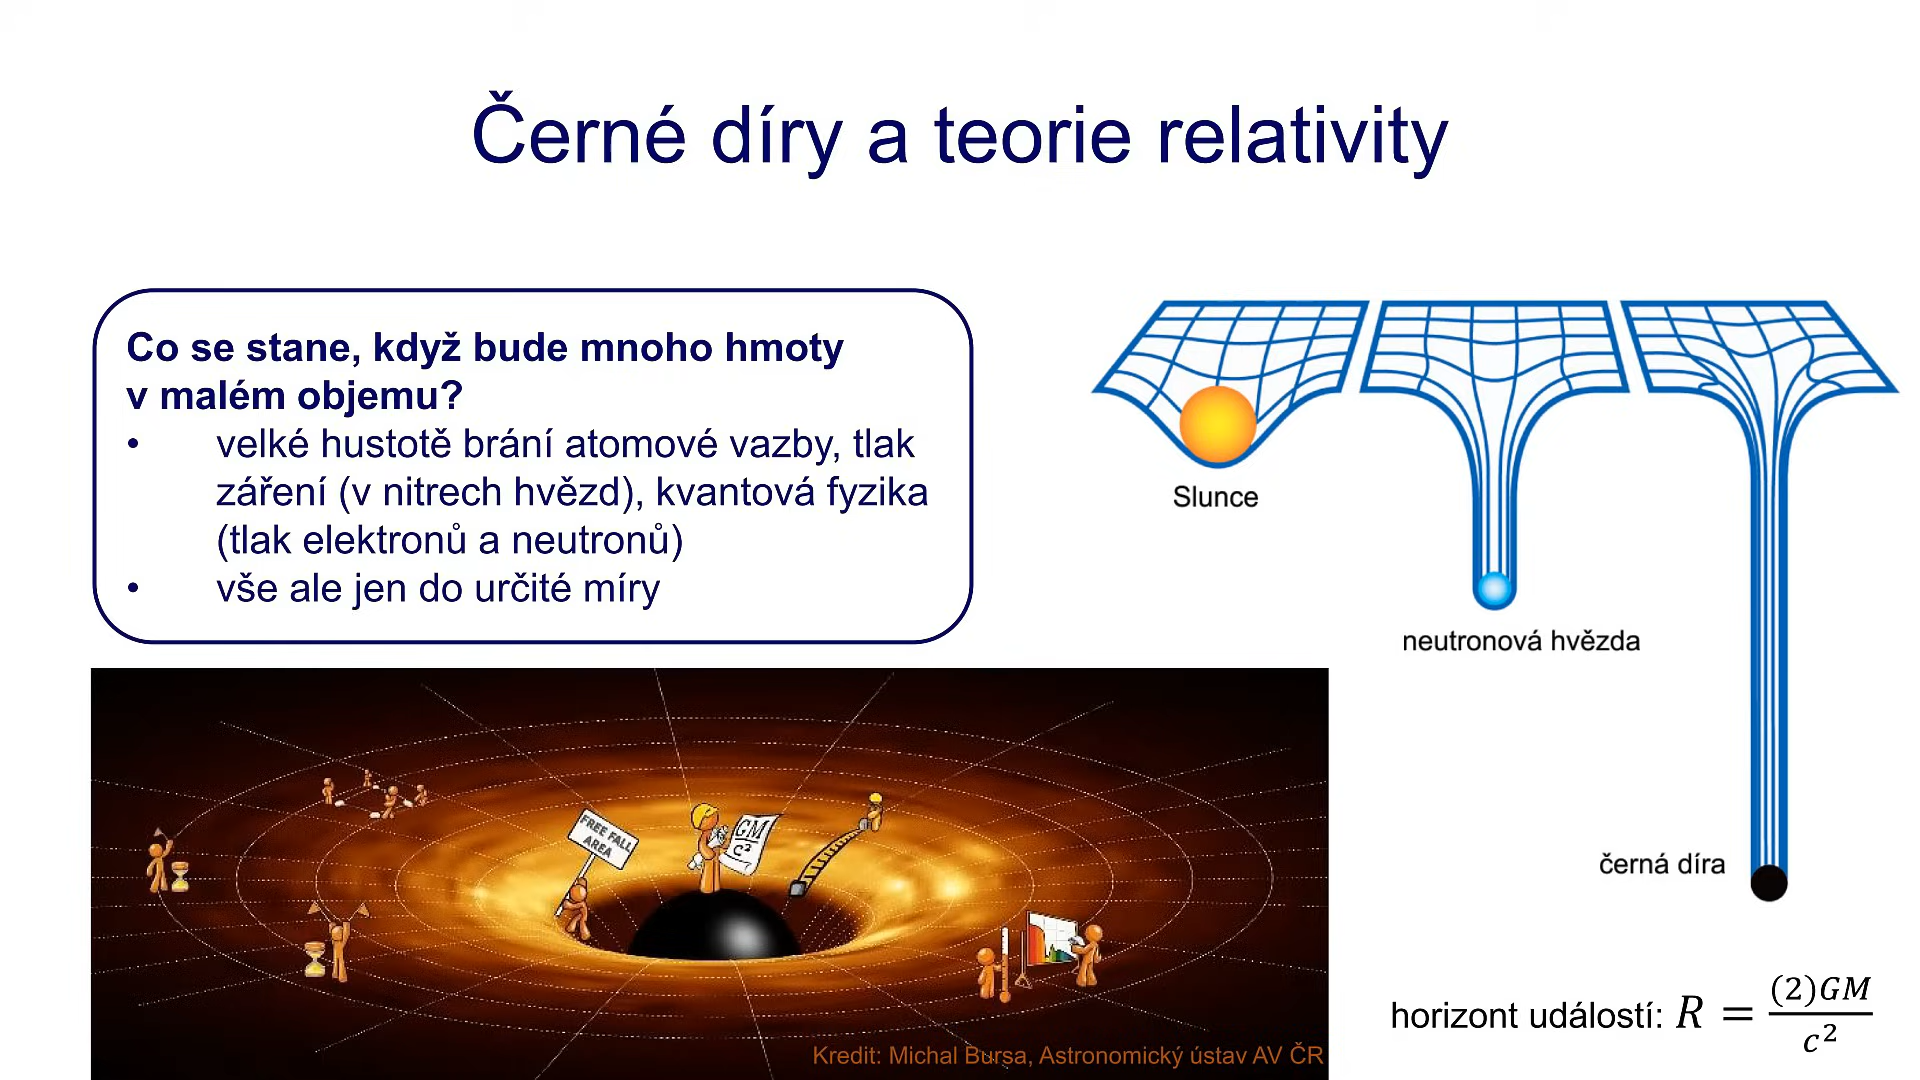 Černé díry a teorie relativity
Co se stane, když bude mnoho hmoty
v malém objemu?
• velké hustotě brání atomové vazby, tlak
záření (v nitrech hvězd), kvantová fyzika
(tlak elektronů a neutronů)
• vše ale jen do určité míry
Slunce
neutronová hvězda
černá díra
FREE FALL
AREA
GM
c²
Kredit: Michal Bursa, Astronomický ústav AV ČR
horizont událostí: R = (2)GM / c²